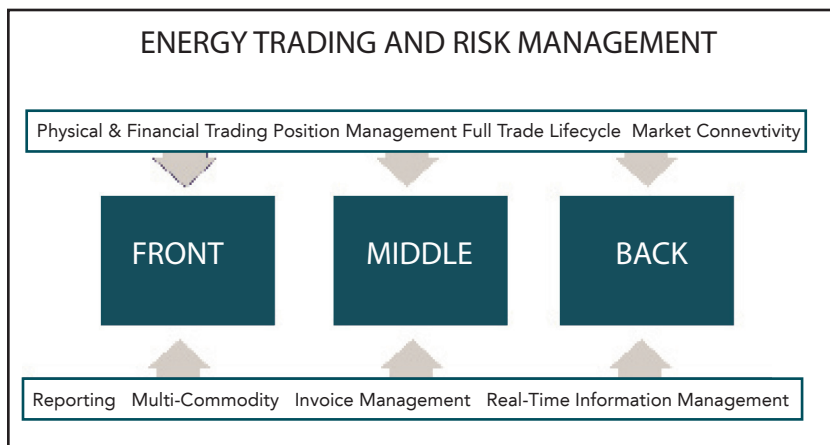 ENERGY TRADING AND RISK MANAGEMENT
Physical & Financial Trading Position Management Full Trade Lifecycle Market Connevtivity
FRONT MIDDLE BACK
Reporting Multi-Commodity Invoice Management Real-Time Information Management